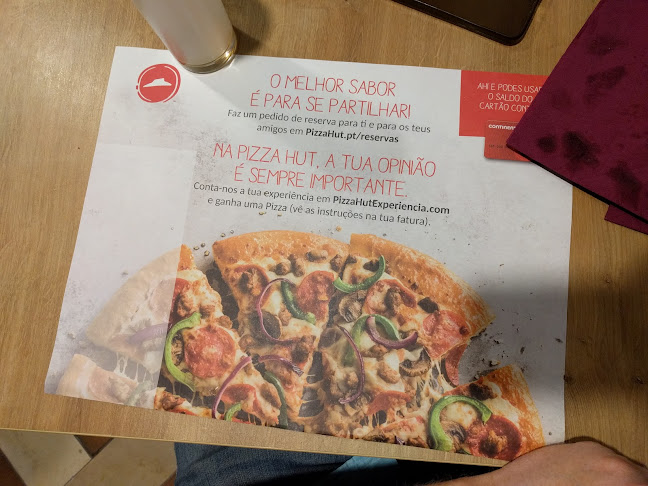 O MELHOR SABOR
É PARA SE PARTILHAR!
Faz um pedido de reserva para ti e para os teus
amigos em PizzaHut.pt/reservas
NA PIZZA HUT, A TUA OPINIÃO
É SEMPRE IMPORTANTE.
Conta-nos a tua experiência em PizzaHutExperiencia.com
e ganha uma Pizza (vê as instruções na tua fatura).
AH! E PODES USAR
O SALDO DO
CARTÃO CONT